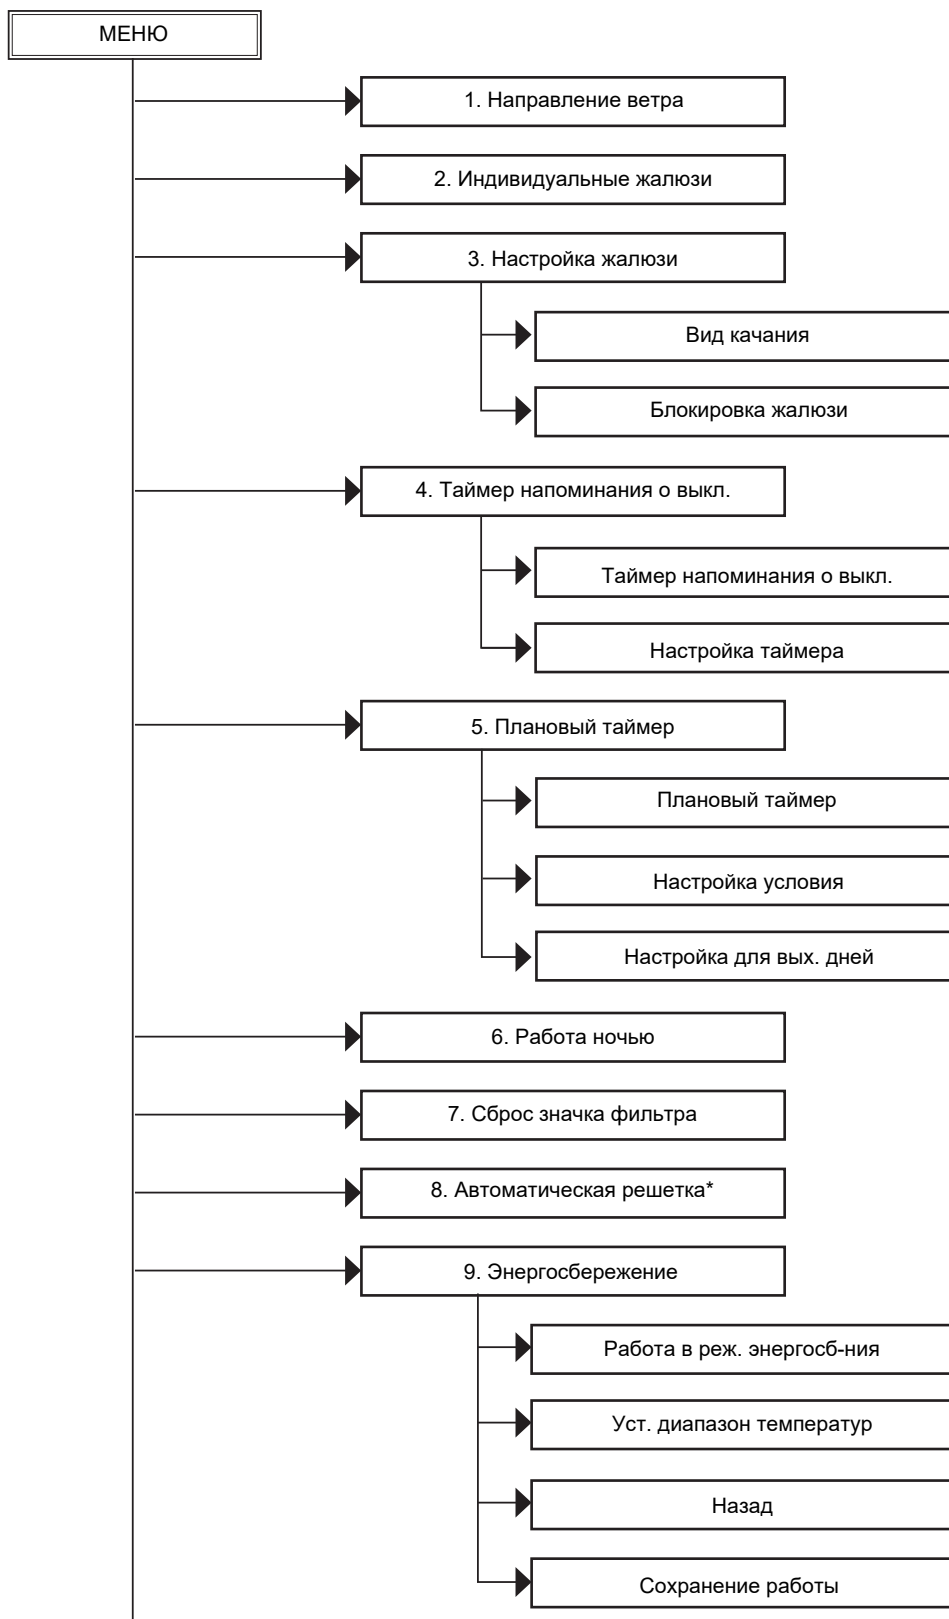 МЕНЮ
1. Направление ветра
2. Индивидуальные жалюзи
3. Настройка жалюзи
Вид качания
Блокировка жалюзи
4. Таймер напоминания о выкл.
Таймер напоминания о выкл.
Настройка таймера
5. Плановый таймер
Плановый таймер
Настройка условия
Настройка для вых. дней
6. Работа ночью
7. Сброс значка фильтра
8. Автоматическая решетка*
9. Энергосбережение
Работа в реж. энергосб-ния
Уст. диапазон температур
Назад
Сохранение работы